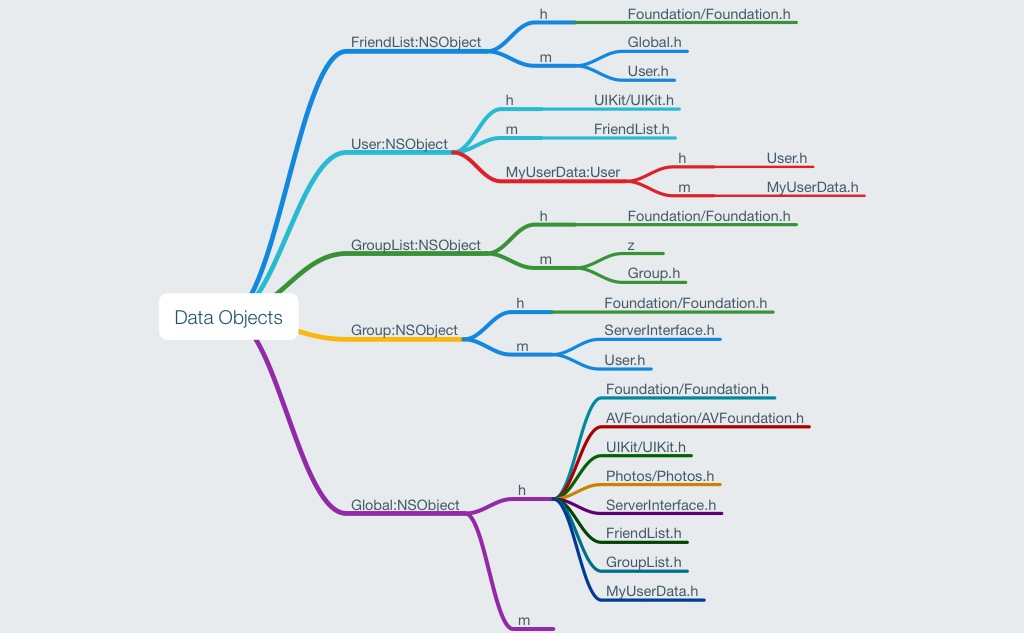 Data Objects
FriendList:NSObject
h
Foundation/Foundation.h
m
Global.h
User.h
User:NSObject
h
UIKit/UIKit.h
m
FriendList.h
MyUserData:User
h
User.h
m
MyUserData.h
GroupList:NSObject
h
Foundation/Foundation.h
m
z
Group.h
Group:NSObject
h
Foundation/Foundation.h
m
ServerInterface.h
User.h
Global:NSObject
h
Foundation/Foundation.h
AVFoundation/AVFoundation.h
UIKit/UIKit.h
Photos/Photos.h
ServerInterface.h
FriendList.h
GroupList.h
MyUserData.h
m